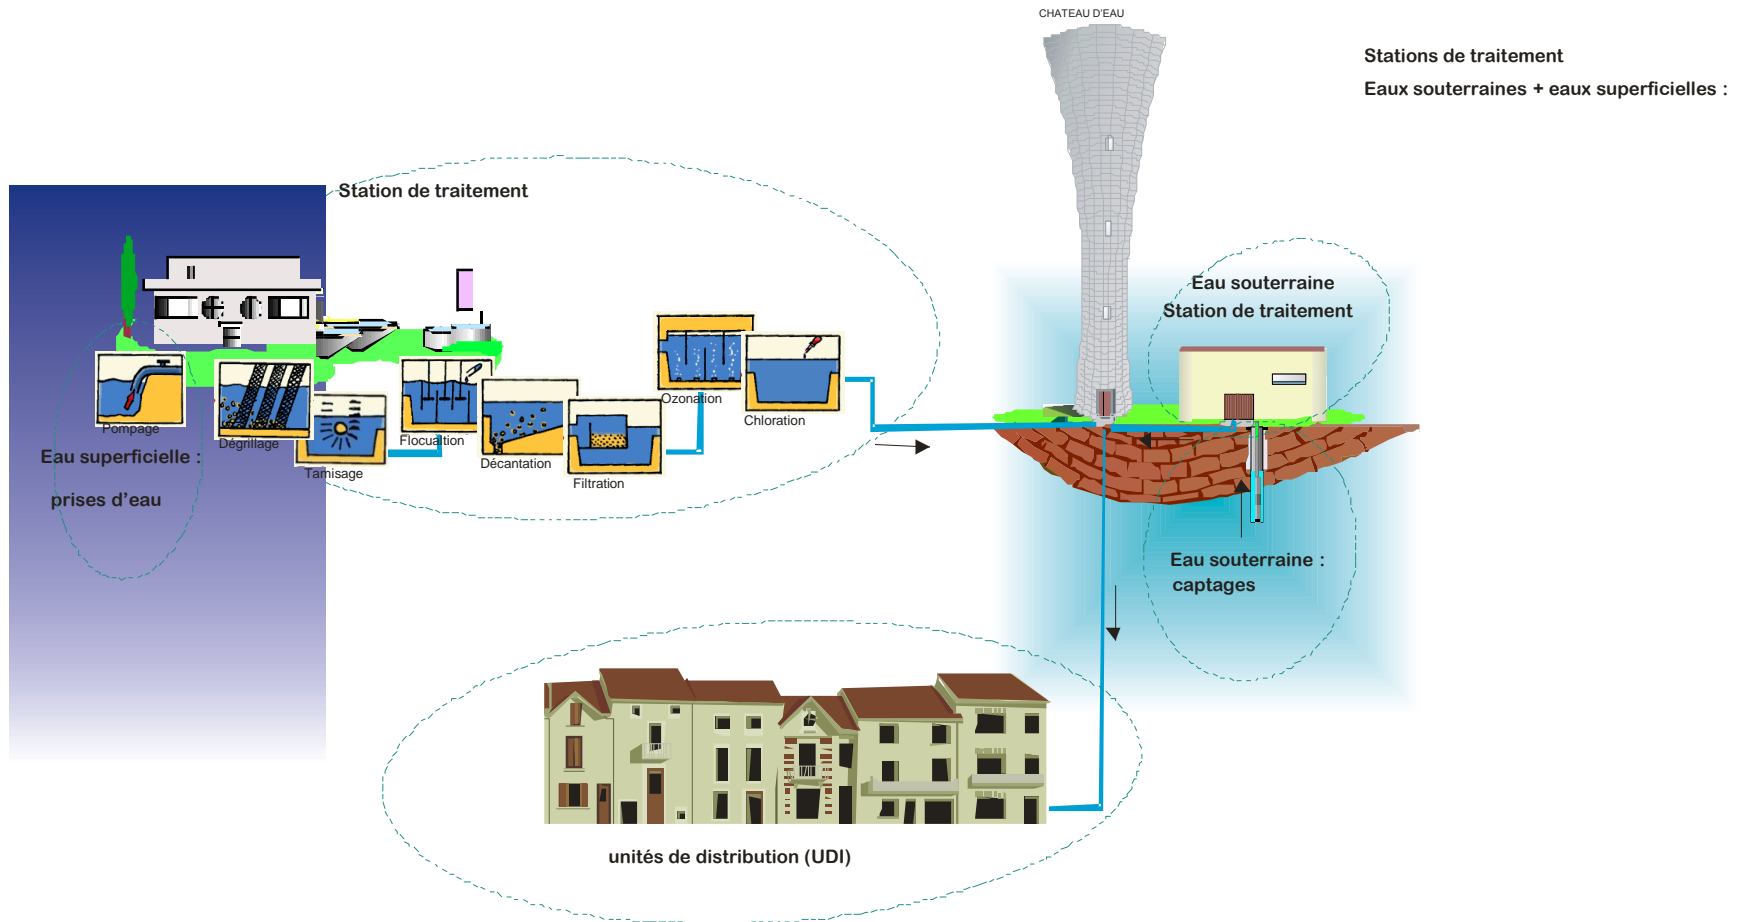 CHATEAU D'EAU
Stations de traitement
Eaux souterraines + eaux superficielles :
Station de traitement
Eau souterraine
Station de traitement
Pompage
Dégrillage
Tamisage
Flocualtion
Décantation
Filtration
Ozonation
Chloration
Eau superficielle :
prises d'eau
Eau souterraine :
captages
unités de distribution (UDI)